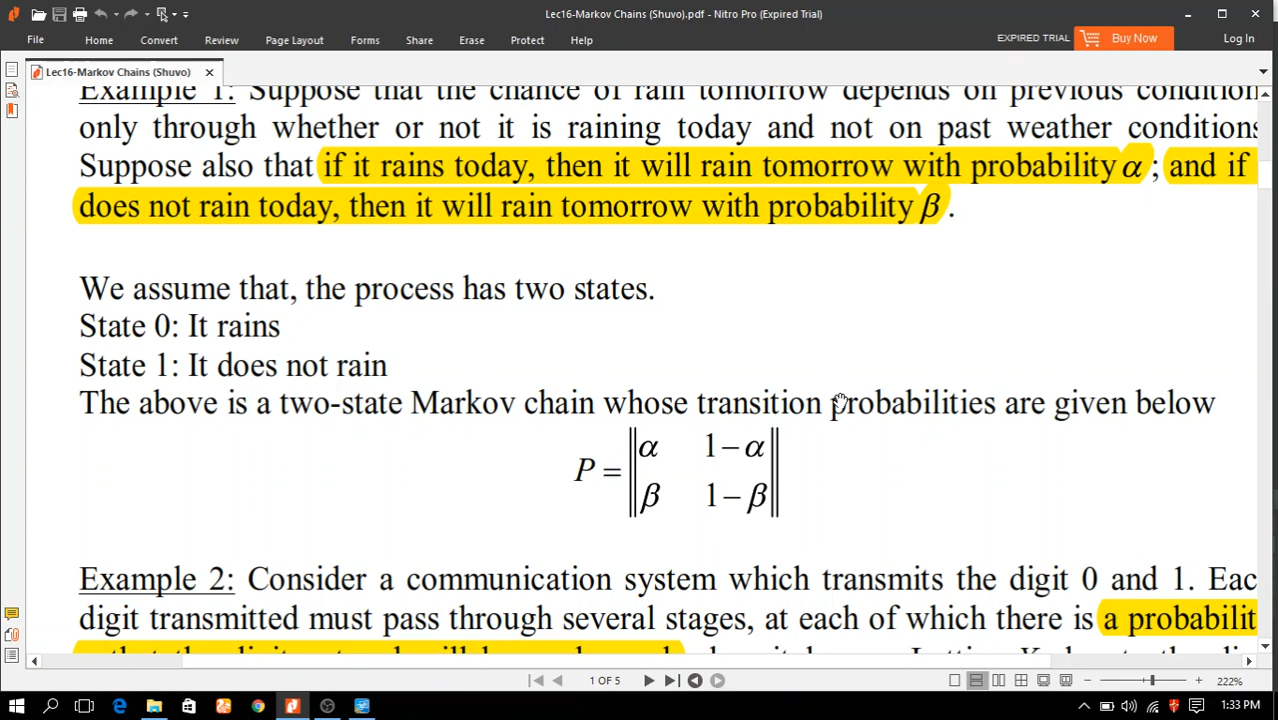 Lec16-Markov Chains (Shuvo).pdf - Nitro Pro (Expired Trial)
File Home Convert Review Page Layout Forms Share Erase Protect Help EXPIRED TRIAL Buy Now Log In
Lec16-Markov Chains (Shuvo)
Example 1: Suppose that the chance of rain tomorrow depends on previous condition
only through whether or not it is raining today and not on past weather conditions
Suppose also that if it rains today, then it will rain tomorrow with probability α ; and if
does not rain today, then it will rain tomorrow with probability β .
We assume that, the process has two states.
State 0: It rains
State 1: It does not rain
The above is a two-state Markov chain whose transition probabilities are given below
P = ‖ α 1 − α
β 1 − β ‖
Example 2: Consider a communication system which transmits the digit 0 and 1. Eac
digit transmitted must pass through several stages, at each of which there is a probabilit
1 OF 5 229%
1:33 PM